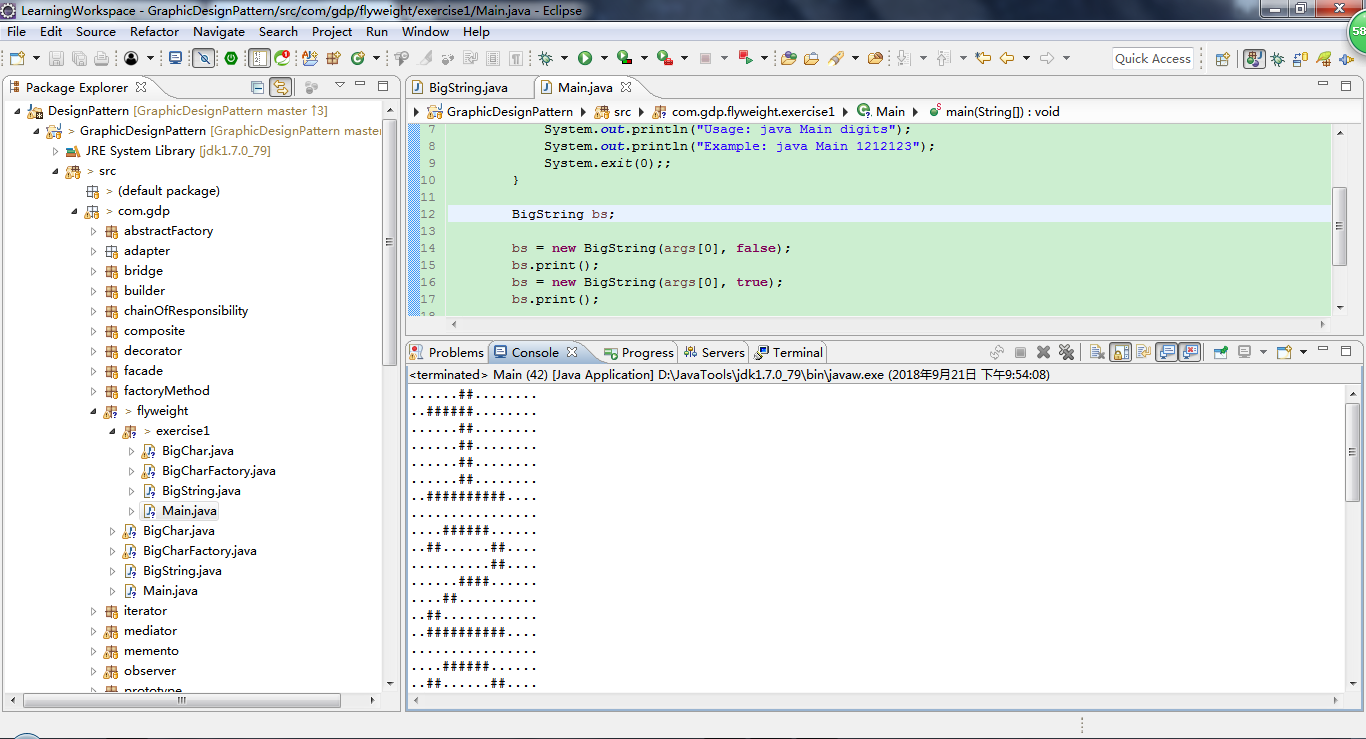 LearningWorkspace - GraphicDesignPattern/src/com/gdp/flyweight/exercise1/Main.java - Eclipse
File Edit Source Refactor Navigate Search Project Run Window Help
58
Quick Access
Package Explorer
DesignPattern [GraphicDesignPattern master ↑3]
> GraphicDesignPattern [GraphicDesignPattern master
JRE System Library [jdk1.7.0_79]
> src
> (default package)
> com.gdp
abstractFactory
adapter
bridge
builder
chainOfResponsibility
composite
decorator
facade
factoryMethod
> flyweight
> exercise1
BigChar.java
BigCharFactory.java
BigString.java
Main.java
BigChar.java
BigCharFactory.java
BigString.java
Main.java
iterator
mediator
memento
observer
prototype
BigString.java Main.java
GraphicDesignPattern src com.gdp.flyweight.exercise1 Main main(String[]) : void
7 System.out.println("Usage: java Main digits");
8 System.out.println("Example: java Main 1212123");
9 System.exit(0);;
10 }
11
12 BigString bs;
13
14 bs = new BigString(args[0], false);
15 bs.print();
16 bs = new BigString(args[0], true);
17 bs.print();
18
Problems Console Progress Servers Terminal
<terminated> Main (42) [Java Application] D:\JavaTools\jdk1.7.0_79\bin\javaw.exe (2018年9月21日 下午9:54:08)
......##........
..######........
......##........
......##........
......##........
......##........
..##########....
................
....######......
..##......##....
..........##....
......####......
....##..........
..##............
..##########....
................
....######......
..##......##....